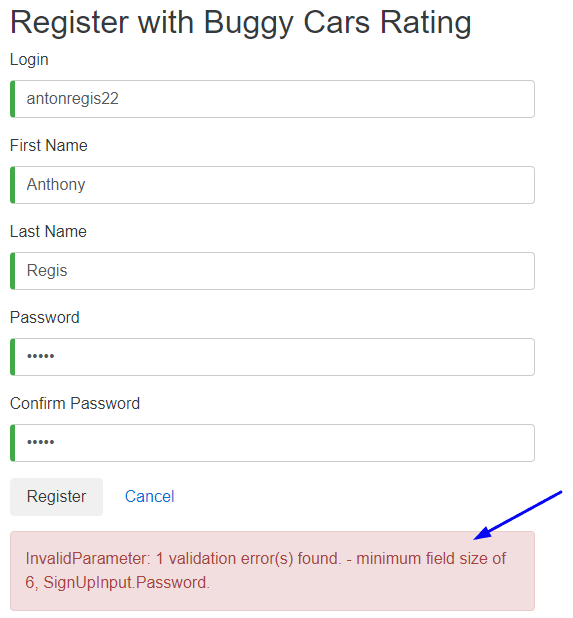 Register with Buggy Cars Rating
Login
antonregis22
First Name
Anthony
Last Name
Regis
Password
•••••
Confirm Password
•••••
Register Cancel
InvalidParameter: 1 validation error(s) found. - minimum field size of
6, SignUpInput.Password.